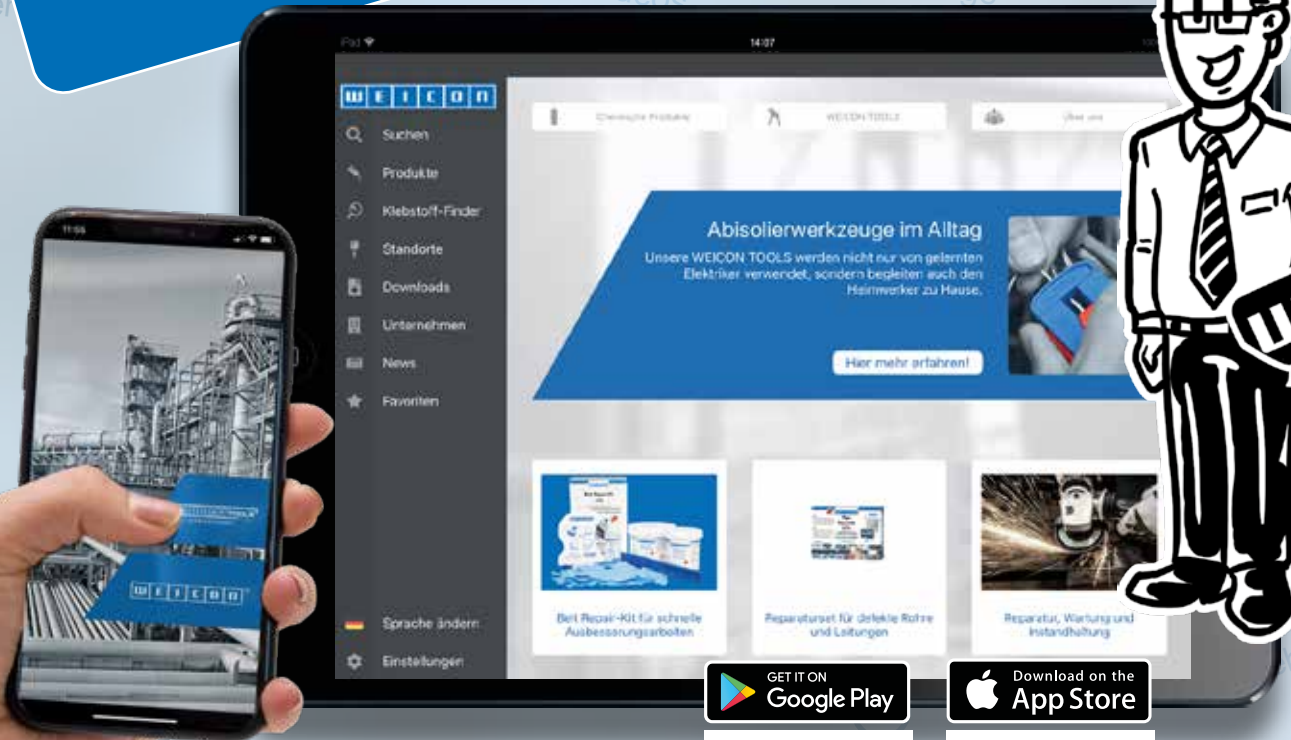 iPad
14:07
WEICON
Suchen
Produkte
Klebstoff-Finder
Standorte
Downloads
Unternehmen
News
Favoriten
Sprache ändern
Einstellungen
Chemische Produkte
WEICON TOOLS
Über uns
Abisolierwerkzeuge im Alltag
Unsere WEICON TOOLS werden nicht nur von gelernten
Elektriker verwendet, sondern begleiten auch den
Heimwerker zu Hause.
Hier mehr erfahren!
Belt Repair-Kit für schnelle
Ausbesserungsarbeiten
Reparaturset für defekte Rohre
und Leitungen
Reparatur, Wartung und
Instandhaltung
11:55
WEICON
GET IT ON
Google Play
Download on the
App Store